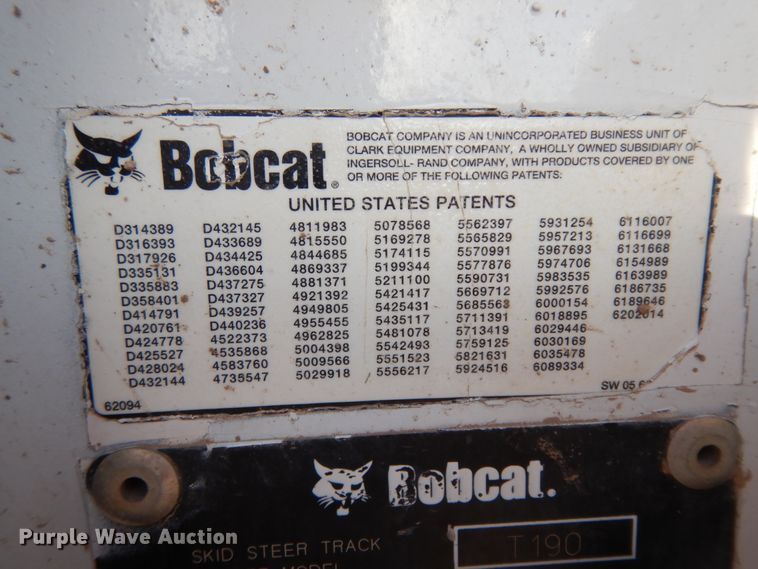 Bobcat®
BOBCAT COMPANY IS AN UNINCORPORATED BUSINESS UNIT OF
CLARK EQUIPMENT COMPANY, A WHOLLY OWNED SUBSIDIARY OF
INGERSOLL-RAND COMPANY, WITH PRODUCTS COVERED BY ONE
OR MORE OF THE FOLLOWING PATENTS:
UNITED STATES PATENTS
D314389 D432145 4811983 5078568 5562397 5931254 6116007
D316393 D433689 4815550 5169278 5565829 5957213 6116699
D317926 D434425 4844685 5174115 5570991 5967693 6131668
D335131 D436604 4869337 5199344 5577876 5974706 6154989
D335883 D437275 4881371 5211100 5590731 5983535 6163989
D358401 D437327 4921392 5421417 5669712 5992576 6186735
D414791 D439257 4949805 5425431 5685563 6000154 6189646
D420761 D440236 4955455 5435117 5711391 6018895 6202014
D424778 4522373 4962825 5481078 5713419 6029446
D425527 4535868 5004398 5542493 5759125 6030169
D428024 4583760 5009566 5551523 5821631 6035478
D432144 4735547 5029918 5556217 5924516 6089334
62094
SW 05
Bobcat.
SKID STEER TRACK
T190
MODEL
Purple Wave Auction